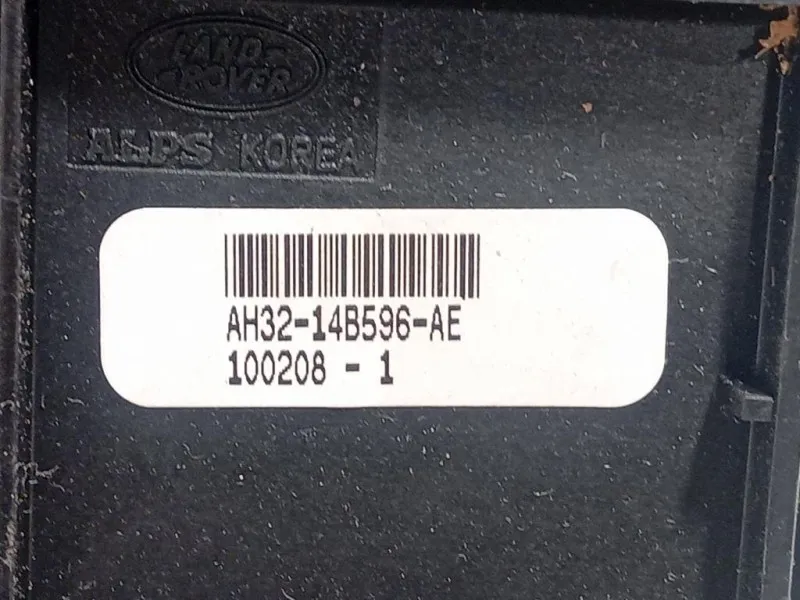 LAND
ROVER
ALPS KOREA
AH32-14B596-AE
100208 - 1